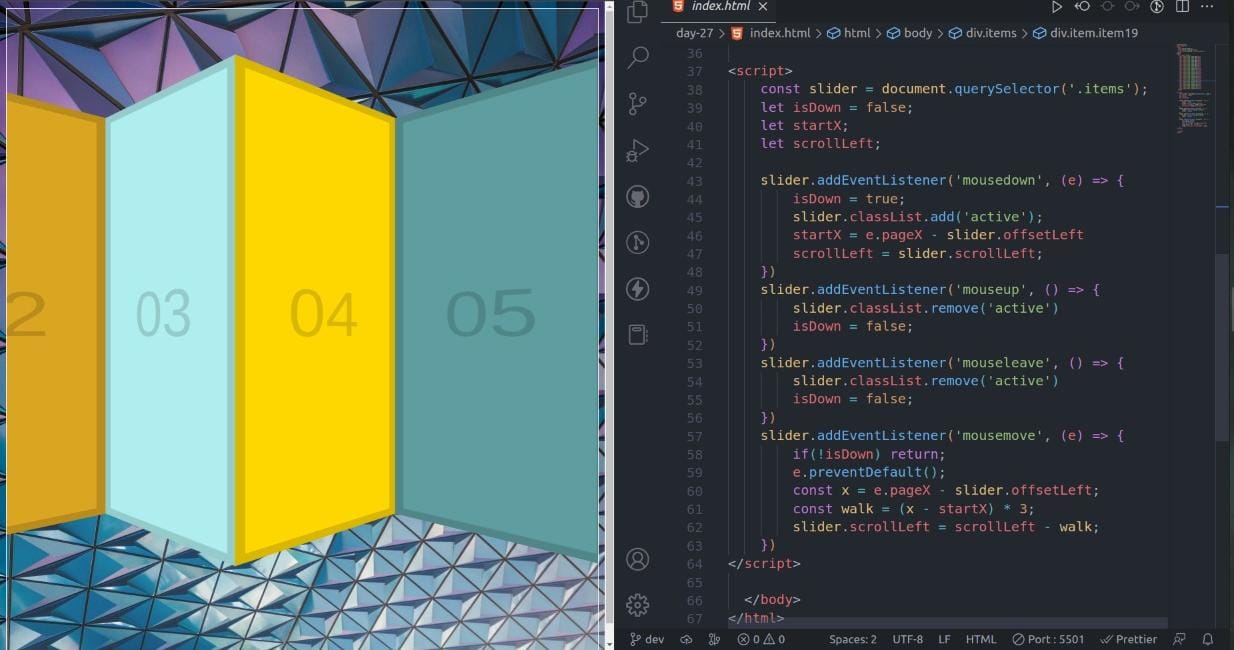 2
03
04
05
index.html
day-27 > index.html > html > body > div.items > div.item.item19
36
37 <script>
38 const slider = document.querySelector('.items');
39 let isDown = false;
40 let startX;
41 let scrollLeft;
42
43 slider.addEventListener('mousedown', (e) => {
44 isDown = true;
45 slider.classList.add('active');
46 startX = e.pageX - slider.offsetLeft
47 scrollLeft = slider.scrollLeft;
48 })
49 slider.addEventListener('mouseup', () => {
50 slider.classList.remove('active')
51 isDown = false;
52 })
53 slider.addEventListener('mouseleave', () => {
54 slider.classList.remove('active')
55 isDown = false;
56 })
57 slider.addEventListener('mousemove', (e) => {
58 if(!isDown) return;
59 e.preventDefault();
60 const x = e.pageX - slider.offsetLeft;
61 const walk = (x - startX) * 3;
62 slider.scrollLeft = scrollLeft - walk;
63 })
64 </script>
65
66 </body>
67 </html>
dev 0 0 Spaces: 2 UTF-8 LF HTML Port : 5501 Prettier